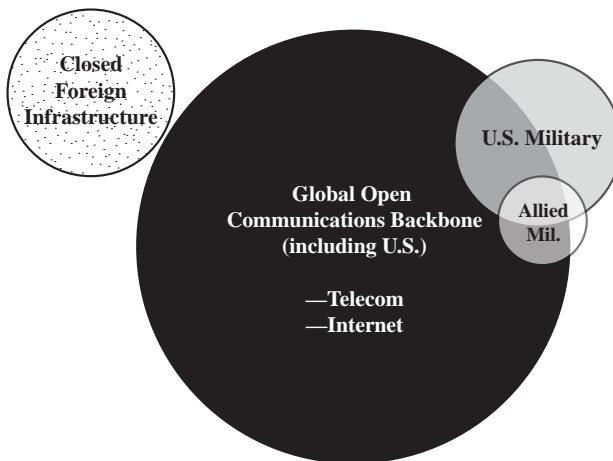 Closed
Foreign
Infrastructure
U.S. Military
Global Open
Communications Backbone
(including U.S.)
Allied
Mil.
—Telecom
—Internet